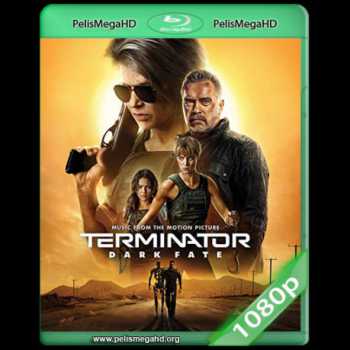 PelisMegaHD
PelisMegaHD
MUSIC FROM THE MOTION PICTURE
TERMINATOR
DARK FATE
1080p
www.pelismegahd.org